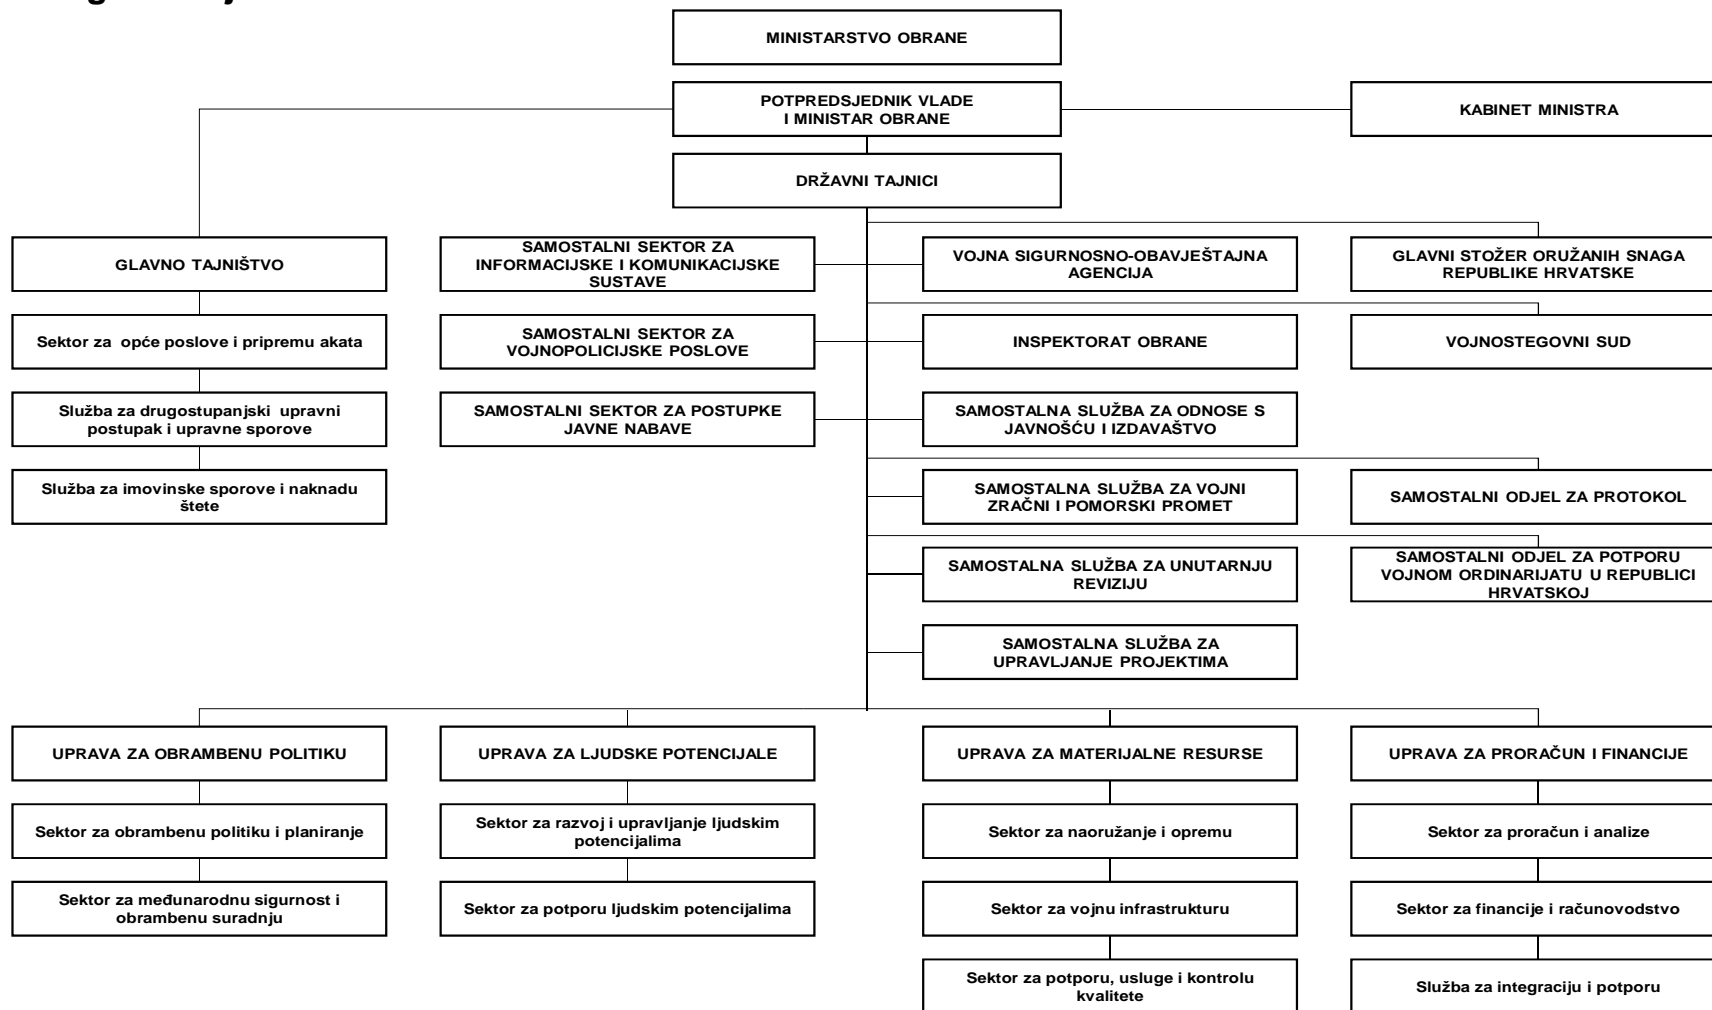 MINISTARSTVO OBRANE
POTPREDSJEDNIK VLADE
I MINISTAR OBRANE
KABINET MINISTRA
DRŽAVNI TAJNICI
GLAVNO TAJNIŠTVO
SAMOSTALNI SEKTOR ZA
INFORMACIJSKE I KOMUNIKACIJSKE
SUSTAVE
VOJNA SIGURNOSNO-OBAVJEŠTAJNA
AGENCIJA
GLAVNI STOŽER ORUŽANIH SNAGA
REPUBLIKE HRVATSKE
Sektor za opće poslove i pripremu akata
SAMOSTALNI SEKTOR ZA
VOJNOPOLICIJSKE POSLOVE
INSPEKTORAT OBRANE
VOJNOSTEGOVNI SUD
Služba za drugostupanjski upravni
postupak i upravne sporove
SAMOSTALNI SEKTOR ZA POSTUPKE
JAVNE NABAVE
SAMOSTALNA SLUŽBA ZA ODNOSE S
JAVNOŠĆU I IZDAVAŠTVO
Služba za imovinske sporove i naknadu
štete
SAMOSTALNA SLUŽBA ZA VOJNI
ZRAČNI I POMORSKI PROMET
SAMOSTALNI ODJEL ZA PROTOKOL
SAMOSTALNA SLUŽBA ZA UNUTARNJU
REVIZIJU
SAMOSTALNI ODJEL ZA POTPORU
VOJNOM ORDINARIJATU U REPUBLICI
HRVATSKOJ
SAMOSTALNA SLUŽBA ZA
UPRAVLJANJE PROJEKTIMA
UPRAVA ZA OBRAMBENU POLITIKU
UPRAVA ZA LJUDSKE POTENCIJALE
UPRAVA ZA MATERIJALNE RESURSE
UPRAVA ZA PRORAČUN I FINANCIJE
Sektor za obrambenu politiku i planiranje
Sektor za razvoj i upravljanje ljudskim
potencijalima
Sektor za naoružanje i opremu
Sektor za proračun i analize
Sektor za međunarodnu sigurnost i
obrambenu suradnju
Sektor za potporu ljudskim potencijalima
Sektor za vojnu infrastrukturu
Sektor za financije i računovodstvo
Sektor za potporu, usluge i kontrolu
kvalitete
Služba za integraciju i potporu